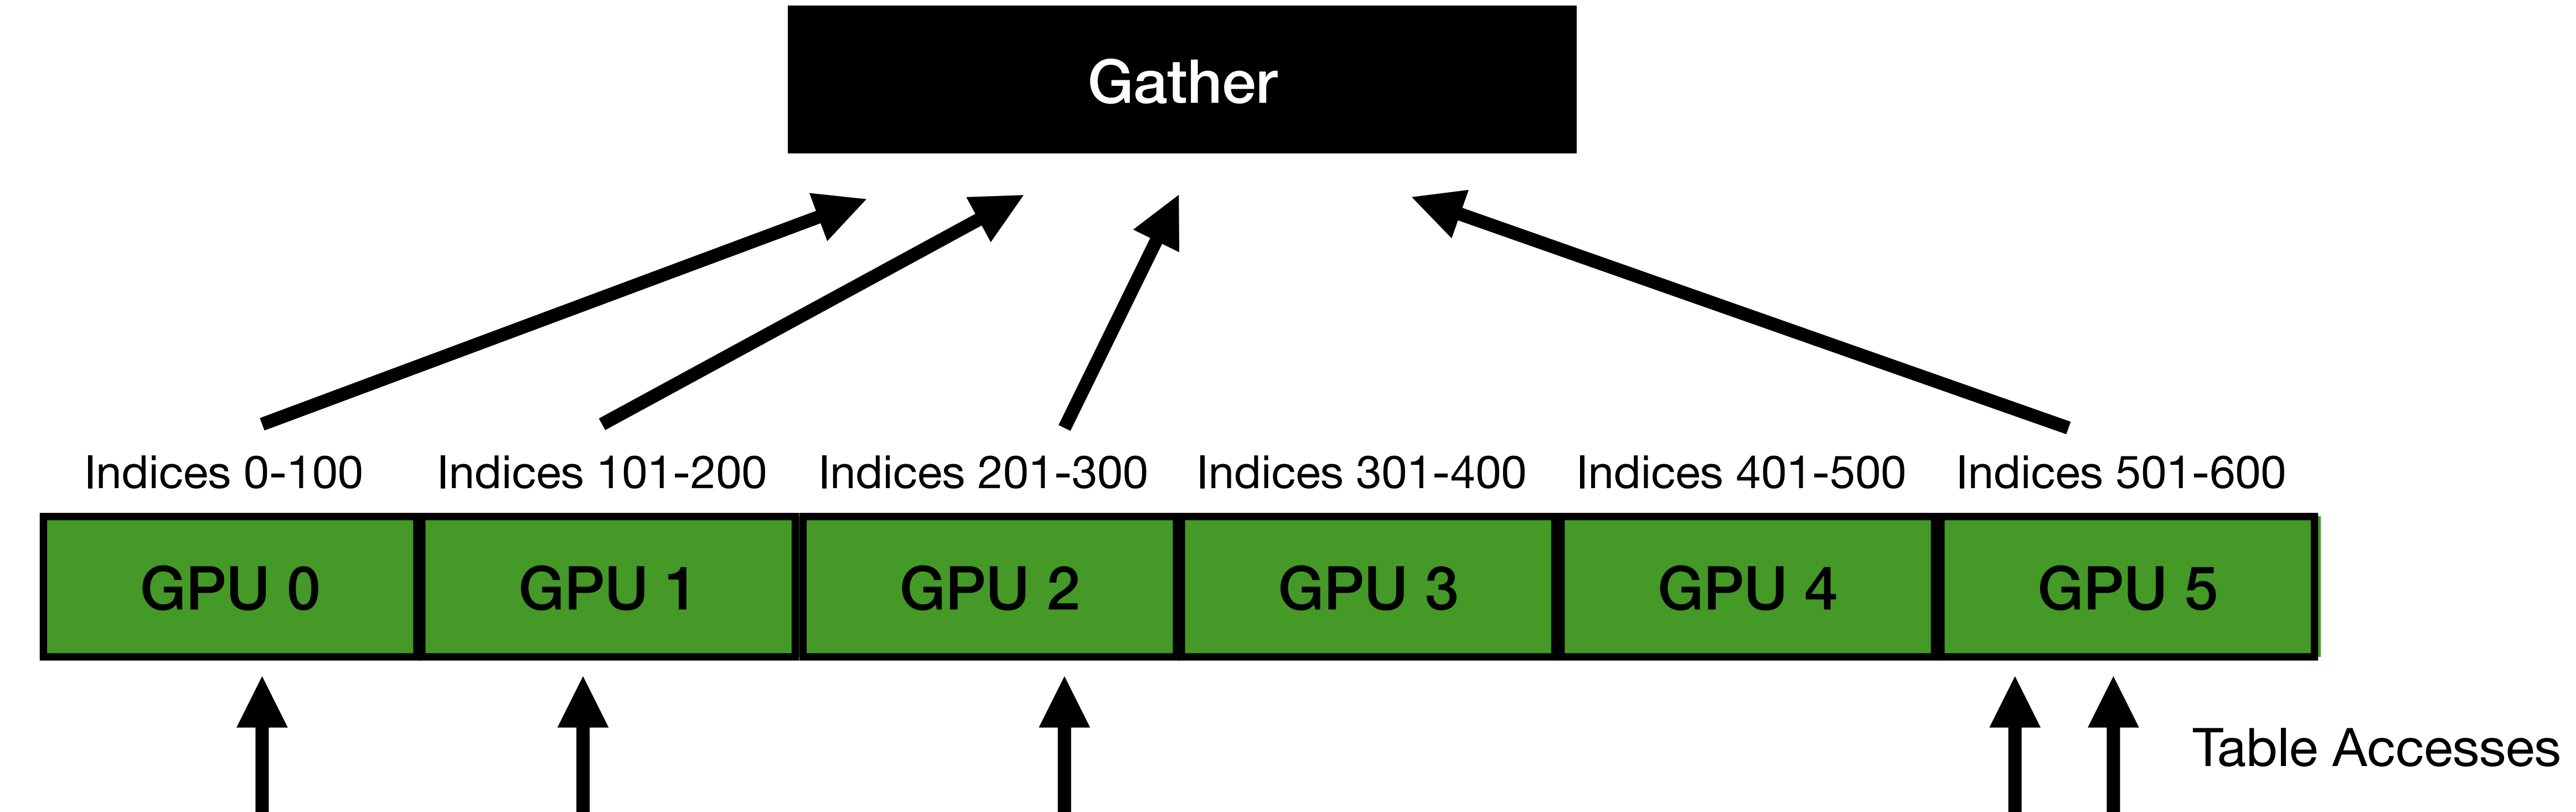 Gather
Indices 0-100 Indices 101-200 Indices 201-300 Indices 301-400 Indices 401-500 Indices 501-600
GPU 0 GPU 1 GPU 2 GPU 3 GPU 4 GPU 5
Table Accesses